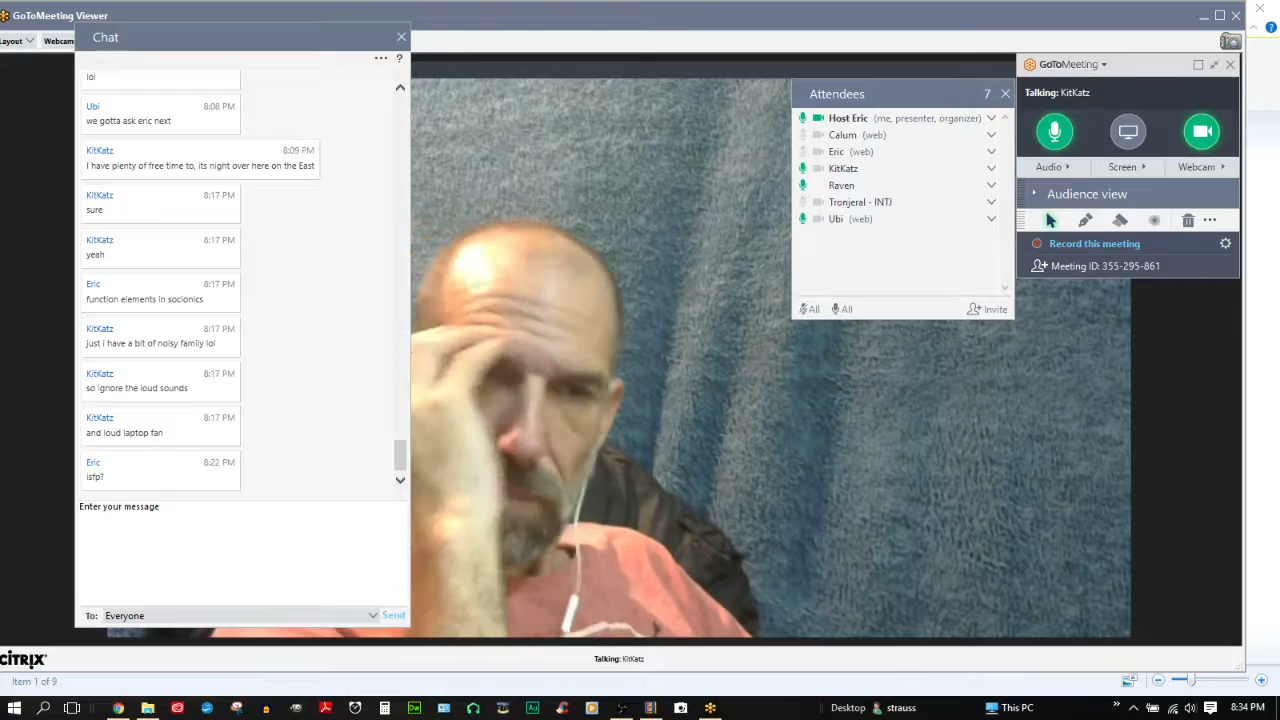 GoToMeeting Viewer
Layout
Webcam
Chat
?
lol
Ubi 8:08 PM
we gotta ask eric next
KitKatz 8:09 PM
I have plenty of free time to, its night over here on the East
KitKatz 8:17 PM
sure
KitKatz 8:17 PM
yeah
Eric 8:17 PM
function elements in socionics
KitKatz 8:17 PM
just i have a bit of noisy family lol
KitKatz 8:17 PM
so ignore the loud sounds
KitKatz 8:17 PM
and loud laptop fan
Eric 8:22 PM
isfp?
Enter your message
To: Everyone Send
Attendees 7
Host Eric (me, presenter, organizer)
Calum (web)
Eric (web)
KitKatz
Raven
Tronjeral - INTJ
Ubi (web)
All All Invite
GoToMeeting
Talking: KitKatz
Audio Screen Webcam
Audience view
Record this meeting
Meeting ID: 355-295-861
CITRIX
Talking: KitKatz
Item 1 of 9
Desktop strauss This PC 8:34 PM